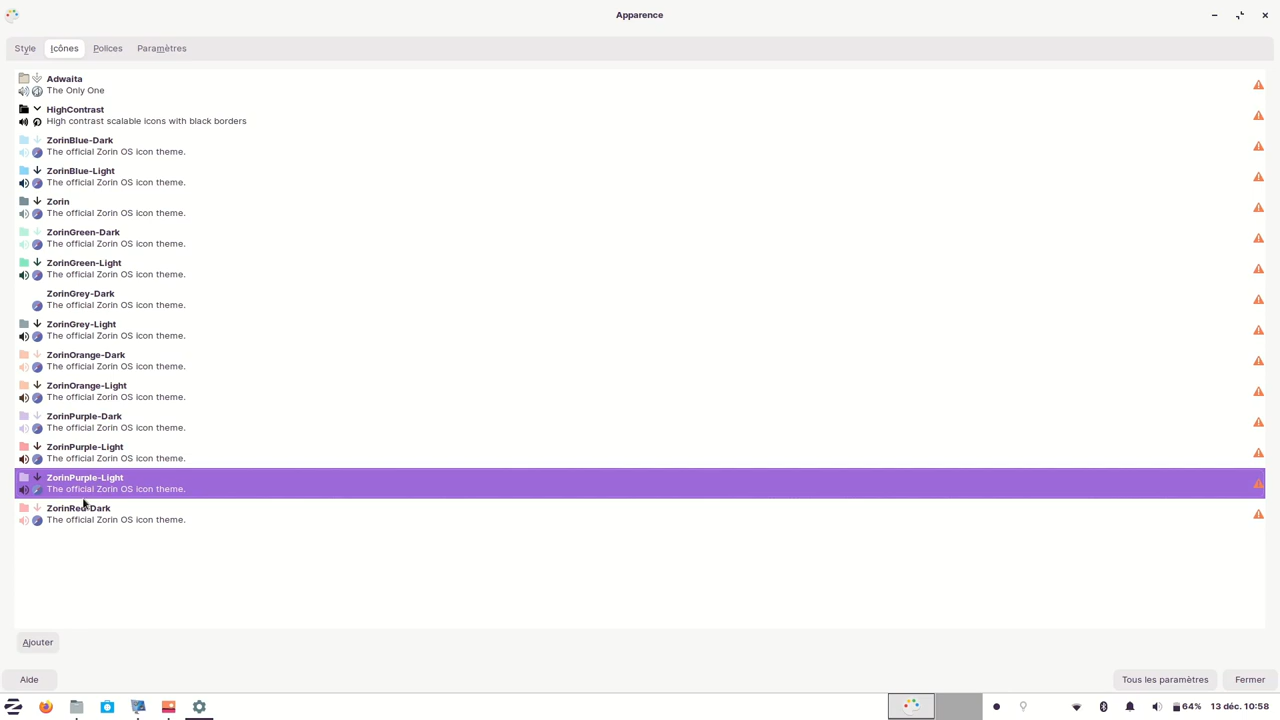 Apparence
Style
Icônes
Polices
Paramètres
Adwaita
The Only One
HighContrast
High contrast scalable icons with black borders
ZorinBlue-Dark
The official Zorin OS icon theme.
ZorinBlue-Light
The official Zorin OS icon theme.
Zorin
The official Zorin OS icon theme.
ZorinGreen-Dark
The official Zorin OS icon theme.
ZorinGreen-Light
The official Zorin OS icon theme.
ZorinGrey-Dark
The official Zorin OS icon theme.
ZorinGrey-Light
The official Zorin OS icon theme.
ZorinOrange-Dark
The official Zorin OS icon theme.
ZorinOrange-Light
The official Zorin OS icon theme.
ZorinPurple-Dark
The official Zorin OS icon theme.
ZorinPurple-Light
The official Zorin OS icon theme.
ZorinPurple-Light
The official Zorin OS icon theme.
ZorinRed-Dark
The official Zorin OS icon theme.
Ajouter
Aide
Tous les paramètres
Fermer
64%
13 déc. 10:58